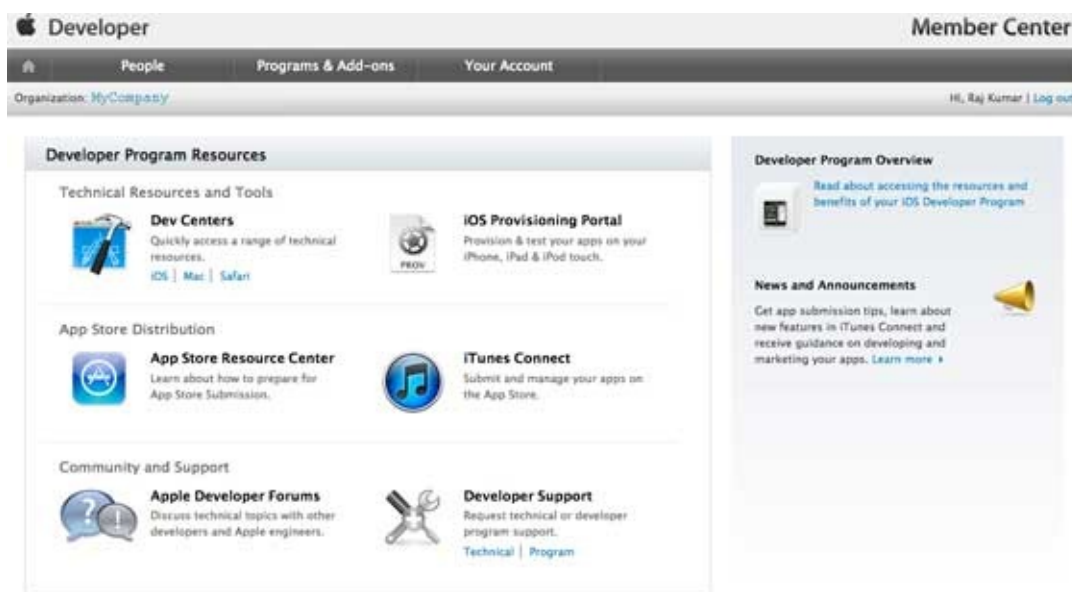 Developer
Member Center
People
Programs & Add-ons
Your Account
Organization: MyCompany
Hi, Raj Kumar | Log out
Developer Program Resources
Technical Resources and Tools
Dev Centers
Quickly access a range of technical
resources.
iOS | Mac | Safari
iOS Provisioning Portal
Provision & test your apps on your
iPhone, iPad & iPod touch.
PROV
App Store Distribution
App Store Resource Center
Learn about how to prepare for
App Store Submission.
iTunes Connect
Submit and manage your apps on
the App Store.
Community and Support
Apple Developer Forums
Discuss technical topics with other
developers and Apple engineers.
Developer Support
Request technical or developer
program support.
Technical | Program
Developer Program Overview
Read about accessing the resources and
benefits of your iOS Developer Program
News and Announcements
Get app submission tips, learn about
new features in iTunes Connect and
receive guidance on developing and
marketing your apps. Learn more